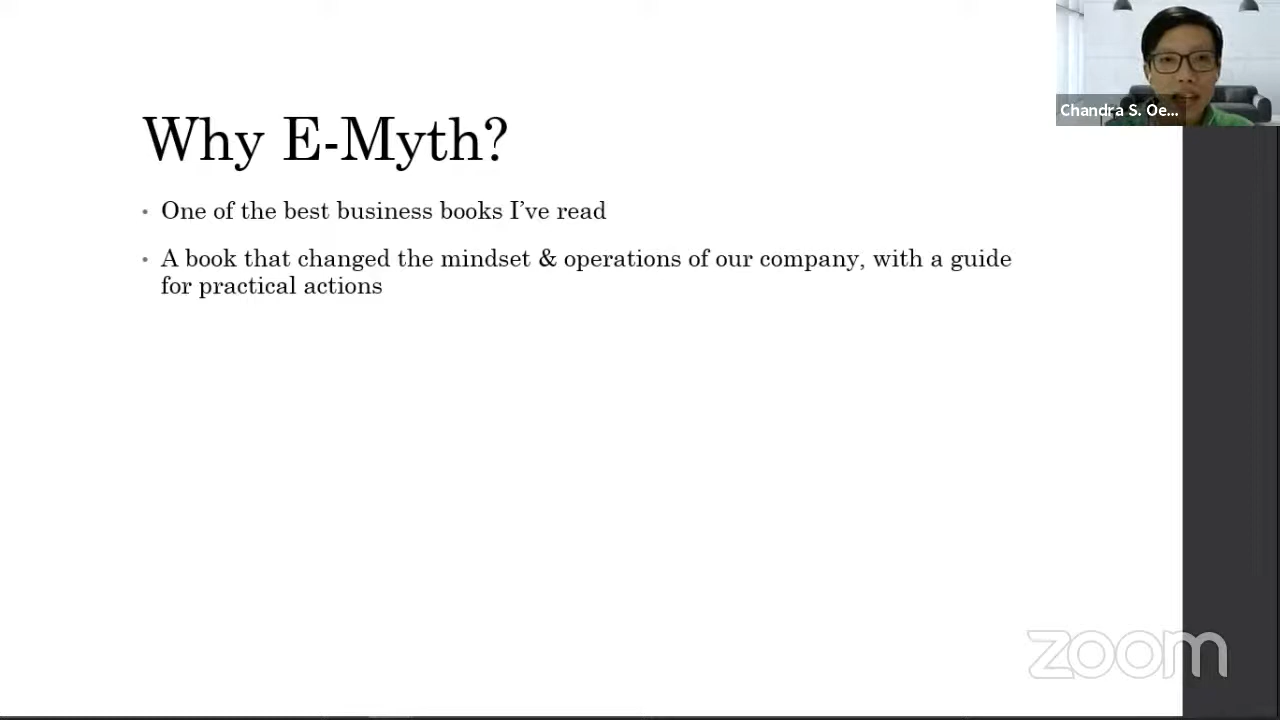 Chandra S. Oe...
Why E-Myth?
• One of the best business books I’ve read
• A book that changed the mindset & operations of our company, with a guide
for practical actions
zoom